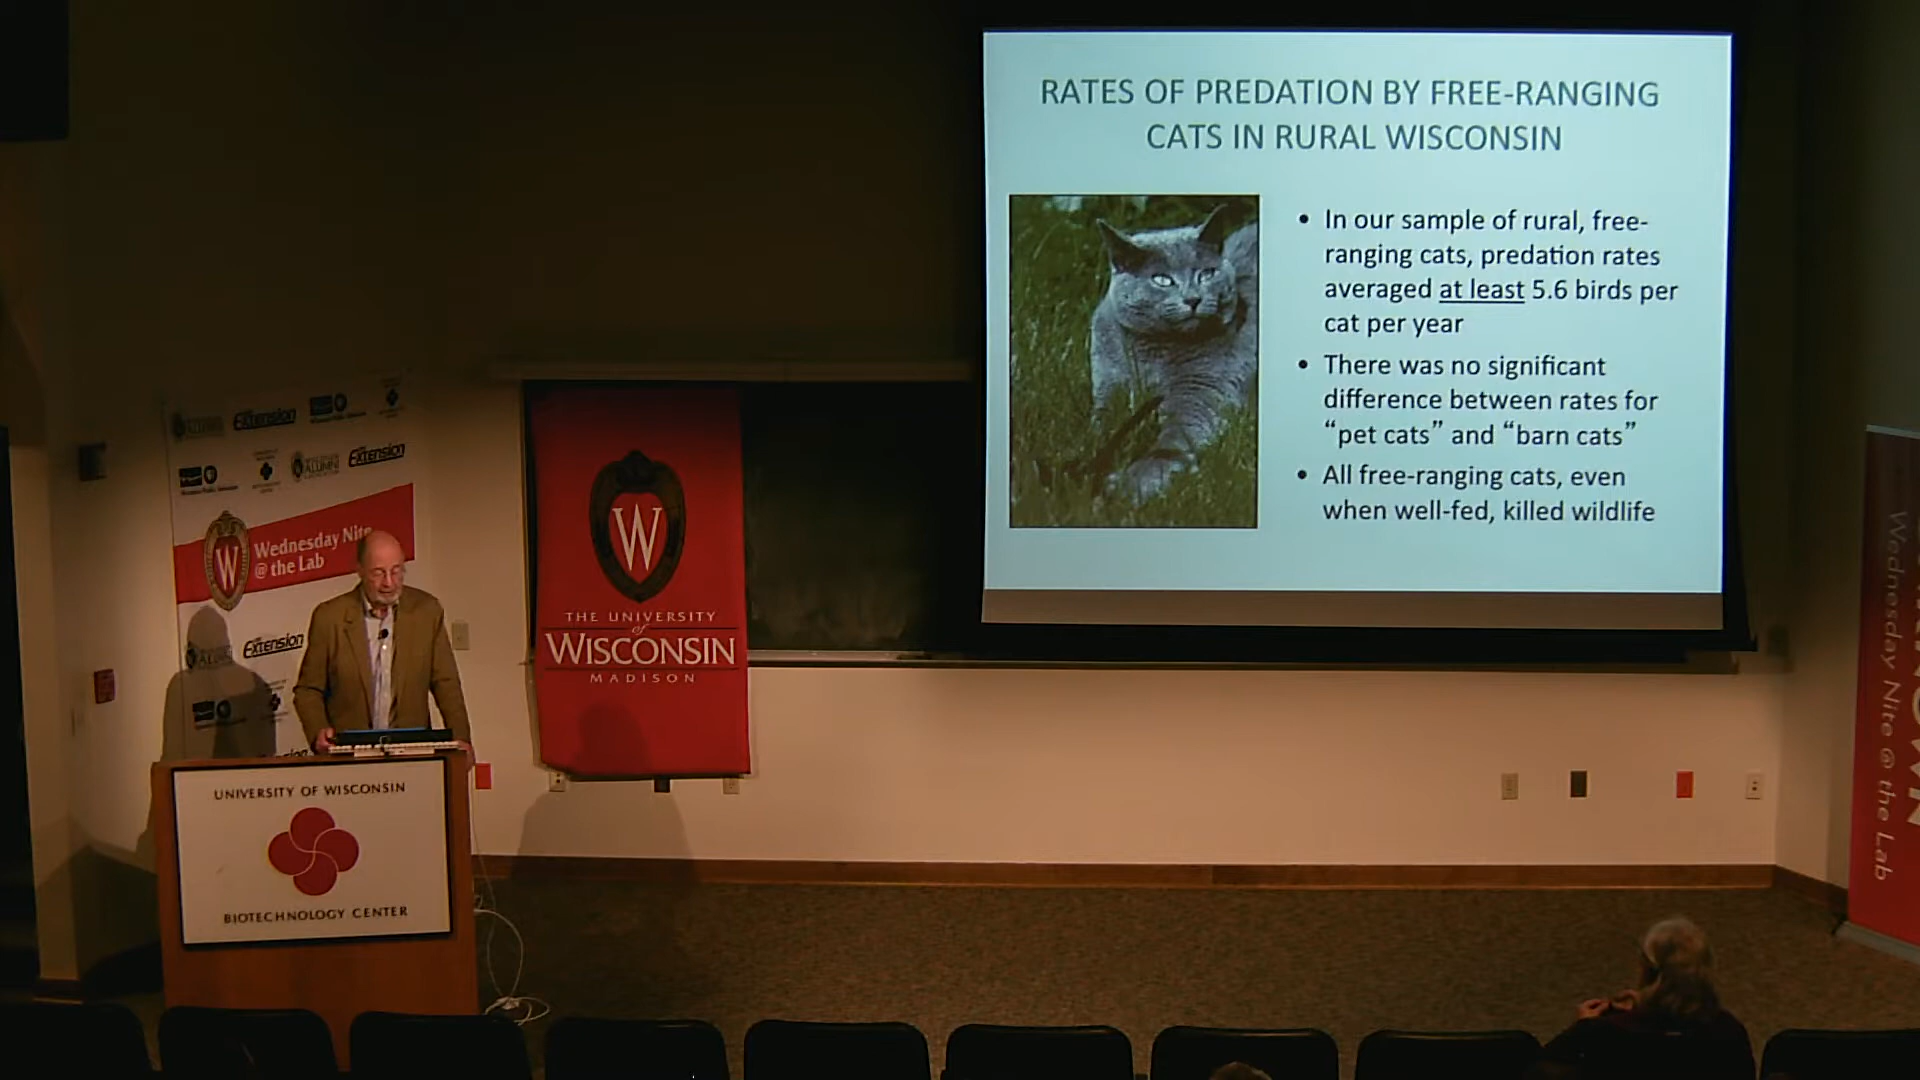 RATES OF PREDATION BY FREE-RANGING
CATS IN RURAL WISCONSIN
• In our sample of rural, free-
ranging cats, predation rates
averaged at least 5.6 birds per
cat per year
• There was no significant
difference between rates for
“pet cats” and “barn cats”
• All free-ranging cats, even
when well-fed, killed wildlife
Extension
ALUMNI
Extension
W
Wednesday Nite
@ the Lab
Extension
W
THE UNIVERSITY
of
WISCONSIN
MADISON
UNIVERSITY OF WISCONSIN
BIOTECHNOLOGY CENTER
Wednesday Nite @ the Lab